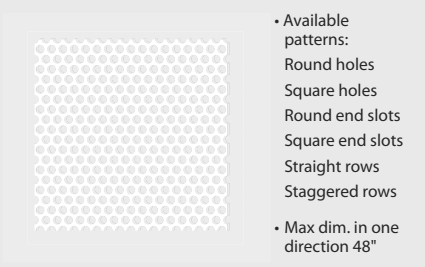 • Available
patterns:
Round holes
Square holes
Round end slots
Square end slots
Straight rows
Staggered rows
• Max dim. in one
direction 48"